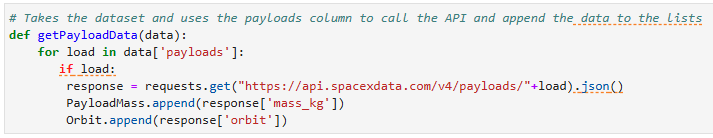 # Takes the dataset and uses the payloads column to call the API and append the data to the lists
def getPayloadData(data):
    for load in data['payloads']:
       if load:
        response = requests.get("https://api.spacexdata.com/v4/payloads/"+load).json()
        PayloadMass.append(response['mass_kg'])
        Orbit.append(response['orbit'])